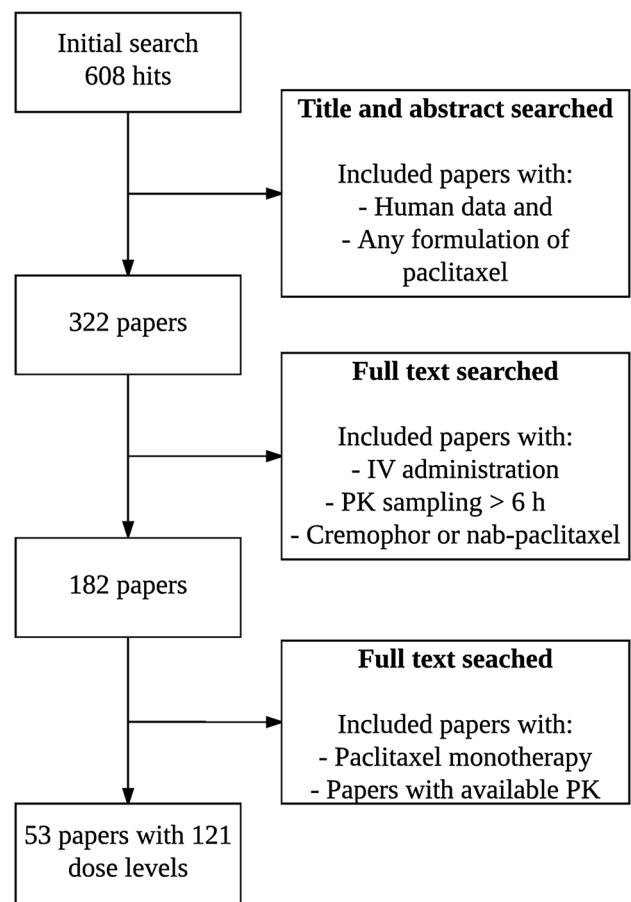 Initial search
608 hits
Title and abstract searched
Included papers with:
- Human data and
- Any formulation of
paclitaxel
322 papers
Full text searched
Included papers with:
- IV administration
- PK sampling > 6 h
- Cremophor or nab-paclitaxel
182 papers
Full text seached
Included papers with:
- Paclitaxel monotherapy
- Papers with available PK
53 papers with 121
dose levels